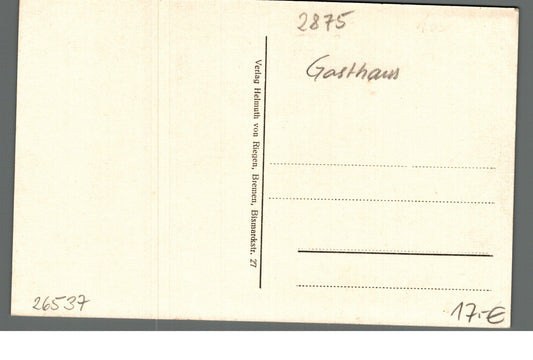 2875
Gasthaus
Verlag Helmuth von Riegen, Bremen, Bismarckstr. 27
26537
17.-€